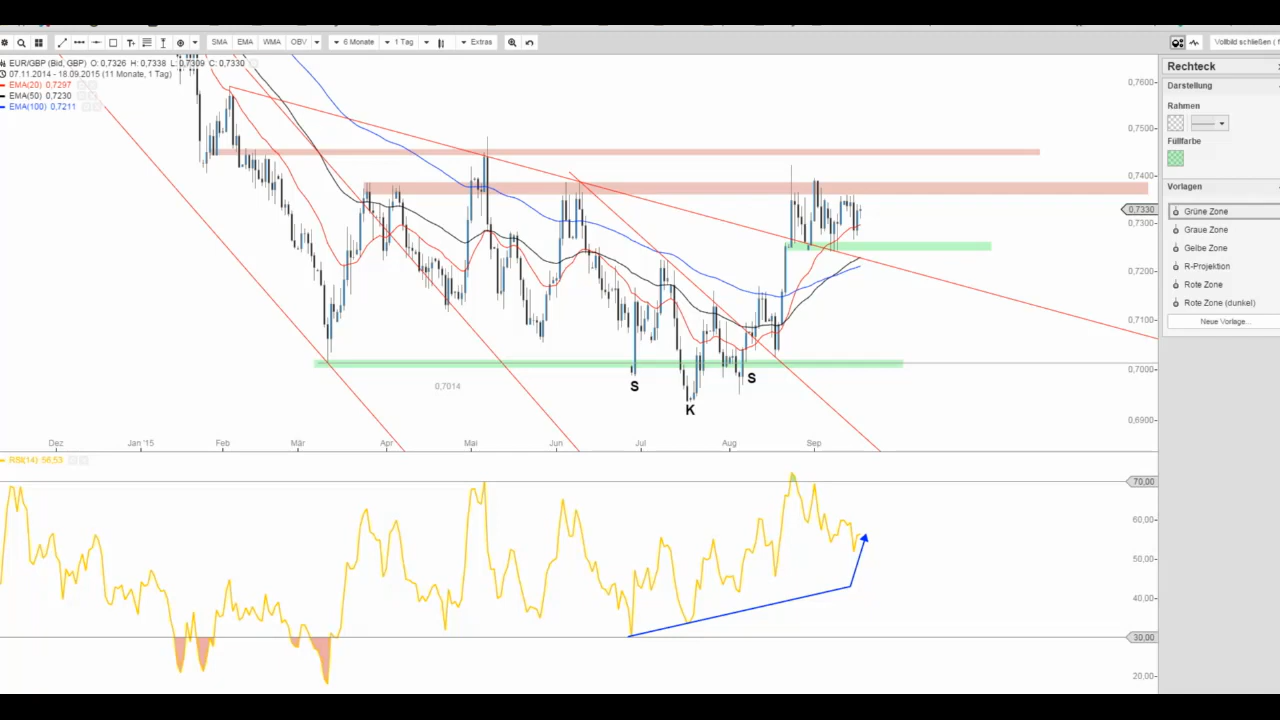 SMA EMA WMA OBV 6 Monate 1 Tag Extras Vollbild schließen ( f
EUR/GBP (Bid, GBP) O: 0,7326 H: 0,7338 L: 0,7309 C: 0,7330
07.11.2014 - 18.09.2015 (11 Monate, 1 Tag)
EMA(20) 0,7297
EMA(50) 0,7230
EMA(100) 0,7211
0,7600
0,7500
0,7400
0,7330
0,7300
0,7200
0,7100
0,7000
0,6900
0,7014
S
K
S
Dez Jan '15 Feb Mär Apr Mai Jun Jul Aug Sep
RSI(14) 56,53
70,00
60,00
50,00
40,00
30,00
20,00
Rechteck
Darstellung
Rahmen
Füllfarbe
Vorlagen
Grüne Zone
Graue Zone
Gelbe Zone
R-Projektion
Rote Zone
Rote Zone (dunkel)
Neue Vorlage...